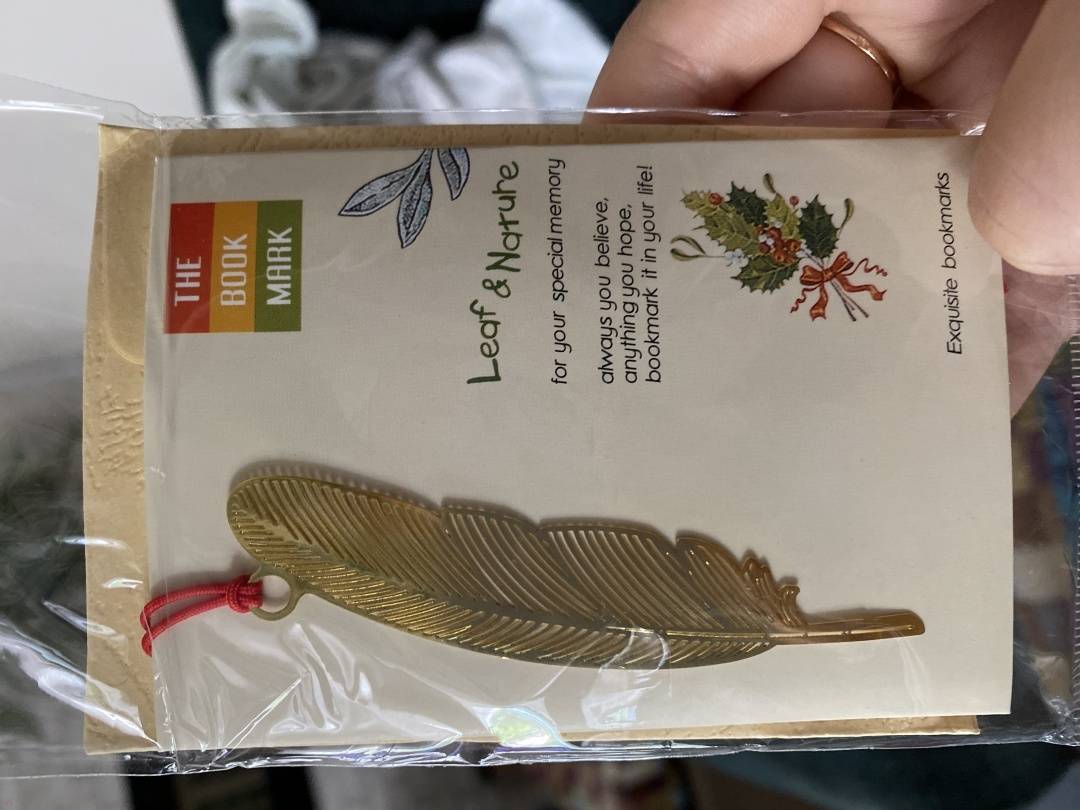 THE
BOOK
MARK
Leaf & Nature
for your special memory
always you believe,
anything you hope,
bookmark it in your life!
Exquisite bookmarks